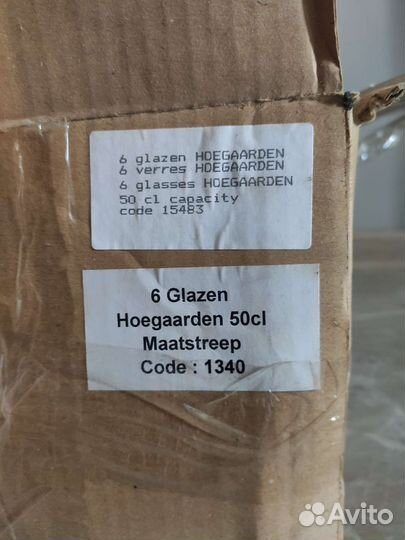 6 glazen HOEGAARDEN
6 verres HOEGAARDEN
6 glasses HOEGAARDEN
50 cl capacity
code 15483
6 Glazen
Hoegaarden 50cl
Maatstreep
Code : 1340
Avito